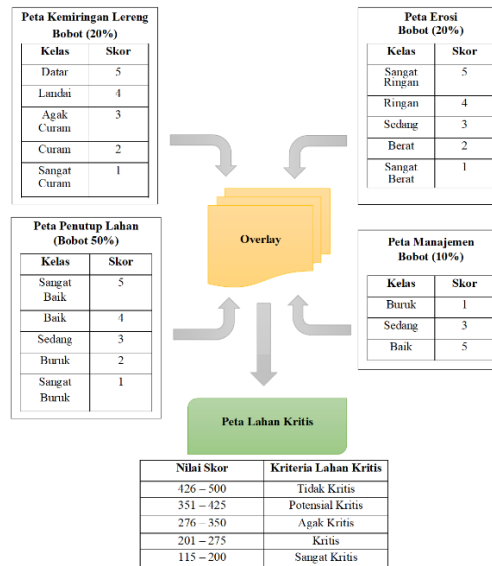 Peta Kemiringan Lereng
Bobot (20%)
Kelas Skor
Datar 5
Landai 4
Agak 3
Curam
Curam 2
Sangat 1
Curam
Peta Erosi
Bobot (20%)
Kelas Skor
Sangat 5
Ringan
Ringan 4
Sedang 3
Berat 2
Sangat 1
Berat
Overlay
Peta Penutup Lahan
(Bobot 50%)
Kelas Skor
Sangat 5
Baik
Baik 4
Sedang 3
Buruk 2
Sangat 1
Buruk
Peta Manajemen
Bobot (10%)
Kelas Skor
Buruk 1
Sedang 3
Baik 5
Peta Lahan Kritis
Nilai Skor Kriteria Lahan Kritis
426 – 500 Tidak Kritis
351 – 425 Potensial Kritis
276 – 350 Agak Kritis
201 – 275 Kritis
115 – 200 Sangat Kritis